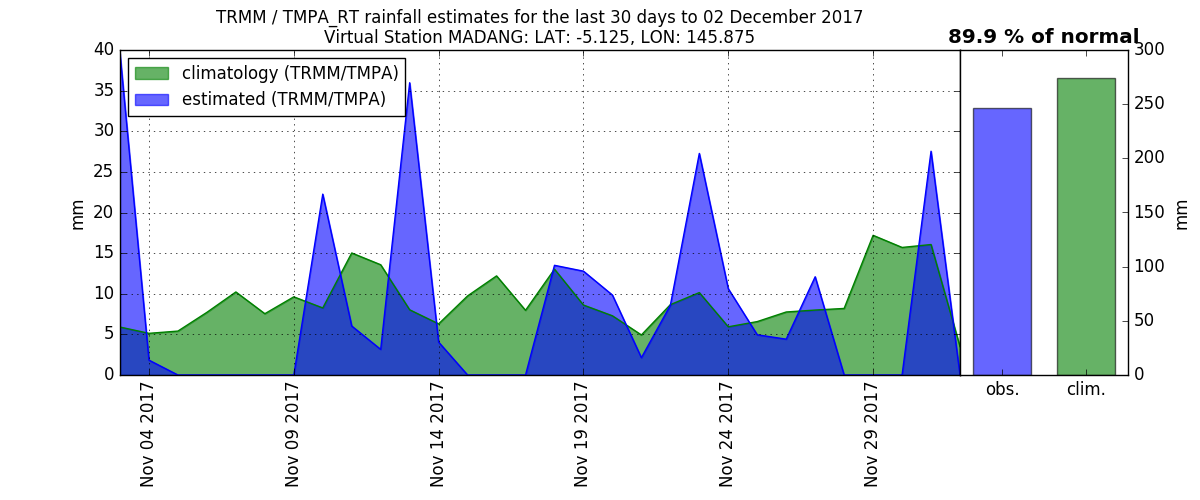 TRMM / TMPA_RT rainfall estimates for the last 30 days to 02 December 2017
Virtual Station MADANG: LAT: -5.125, LON: 145.875
89.9 % of normal
climatology (TRMM/TMPA)
estimated (TRMM/TMPA)
40
35
30
25
20
15
10
5
0
mm
Nov 04 2017
Nov 09 2017
Nov 14 2017
Nov 19 2017
Nov 24 2017
Nov 29 2017
obs.
clim.
300
250
200
150
100
50
0
mm